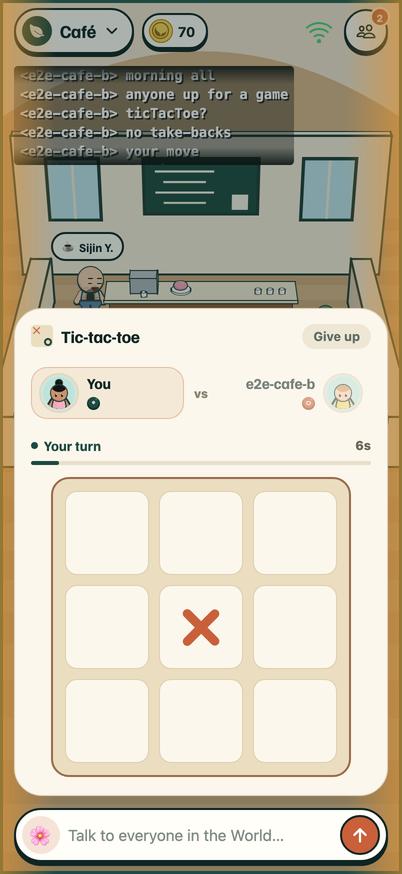 Café
70
2
<e2e-cafe-b> morning all
<e2e-cafe-b> anyone up for a game
<e2e-cafe-b> ticTacToe?
<e2e-cafe-b> no take-backs
<e2e-cafe-b> your move
Sijin Y.
Tic-tac-toe
Give up
You
vs
e2e-cafe-b
Your turn
6s
Talk to everyone in the World...